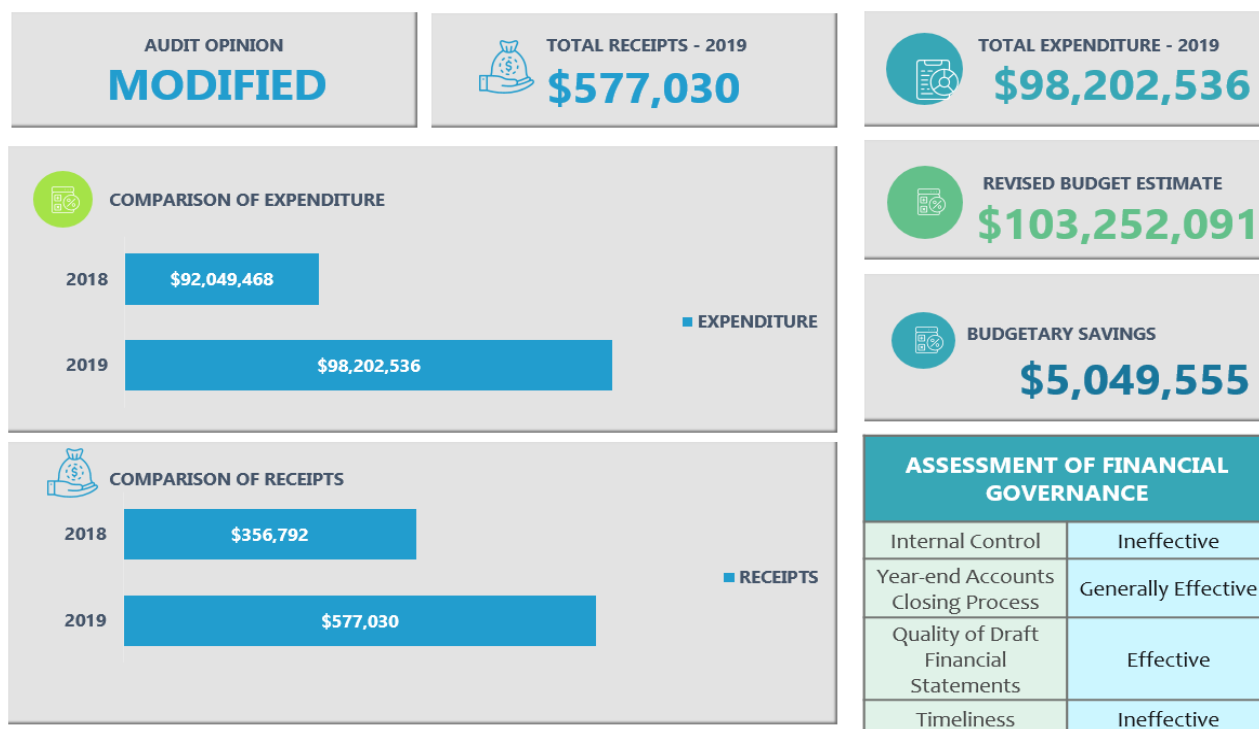 AUDIT OPINION
MODIFIED
TOTAL RECEIPTS - 2019
$577,030
TOTAL EXPENDITURE - 2019
$98,202,536
COMPARISON OF EXPENDITURE
2018
$92,049,468
EXPENDITURE
2019
$98,202,536
REVISED BUDGET ESTIMATE
$103,252,091
BUDGETARY SAVINGS
$5,049,555
COMPARISON OF RECEIPTS
2018
$356,792
RECEIPTS
2019
$577,030
ASSESSMENT OF FINANCIAL
GOVERNANCE
Internal Control
Ineffective
Year-end Accounts
Closing Process
Generally Effective
Quality of Draft
Financial
Statements
Effective
Timeliness
Ineffective